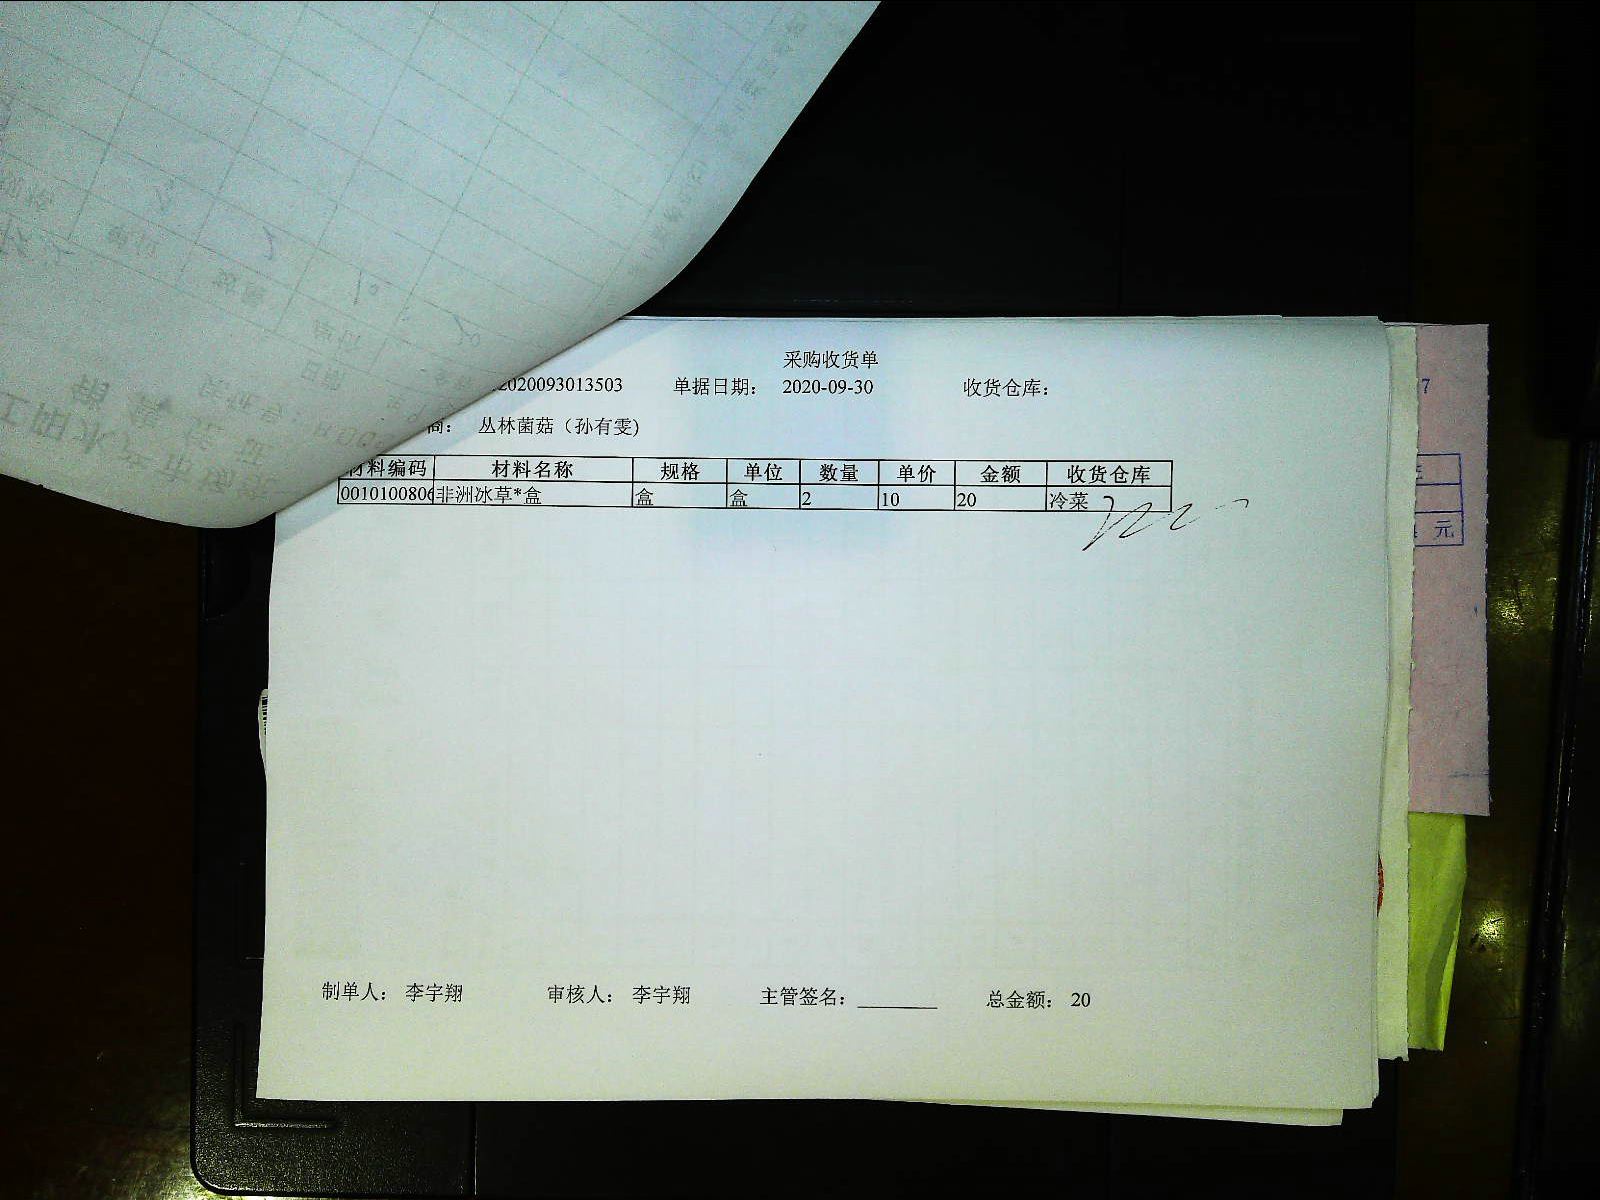 采购收货单
2020093013503 单据日期： 2020-09-30 收货仓库：
商： 丛林菌菇（孙有雯)
材料编码 材料名称 规格 单位 数量 单价 金额 收货仓库
0010100806 非洲冰草*盒 盒 盒 2 10 20 冷菜
制单人： 李宇翔 审核人： 李宇翔 主管签名： 总金额： 20
7
元